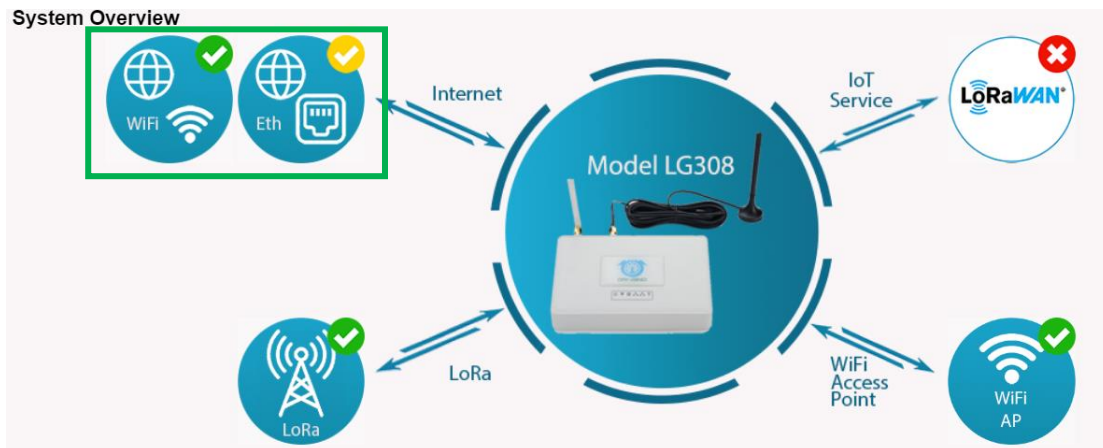 System Overview
WiFi
Eth
Internet
IoT
Service
LoRaWAN
Model LG308
LoRa
LoRa
WiFi
Access
Point
WiFi
AP